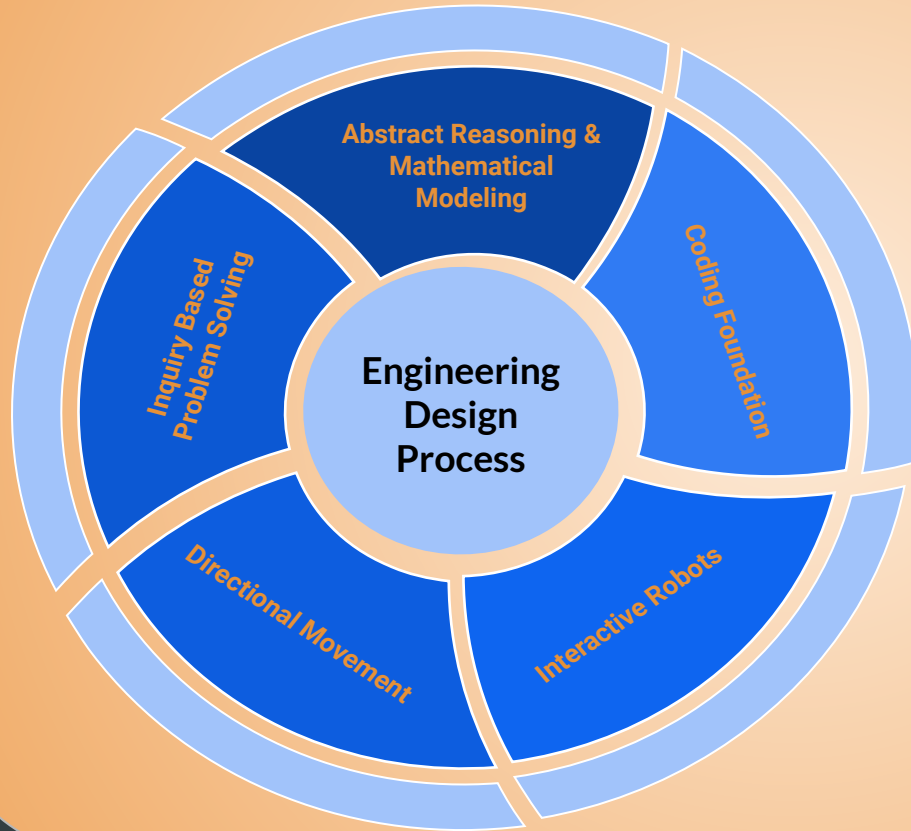 Abstract Reasoning &
Mathematical
Modeling
Coding Foundation
Interactive Robots
Directional Movement
Inquiry Based
Problem Solving
Engineering
Design
Process